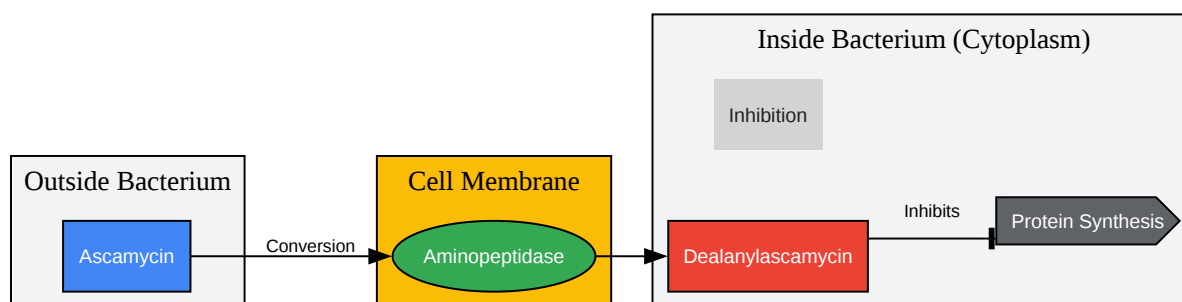 Inside Bacterium (Cytoplasm)
Inhibition
Outside Bacterium
Cell Membrane
Ascamycin
Conversion
Aminopeptidase
Dealanylascamycin
Inhibits
Protein Synthesis